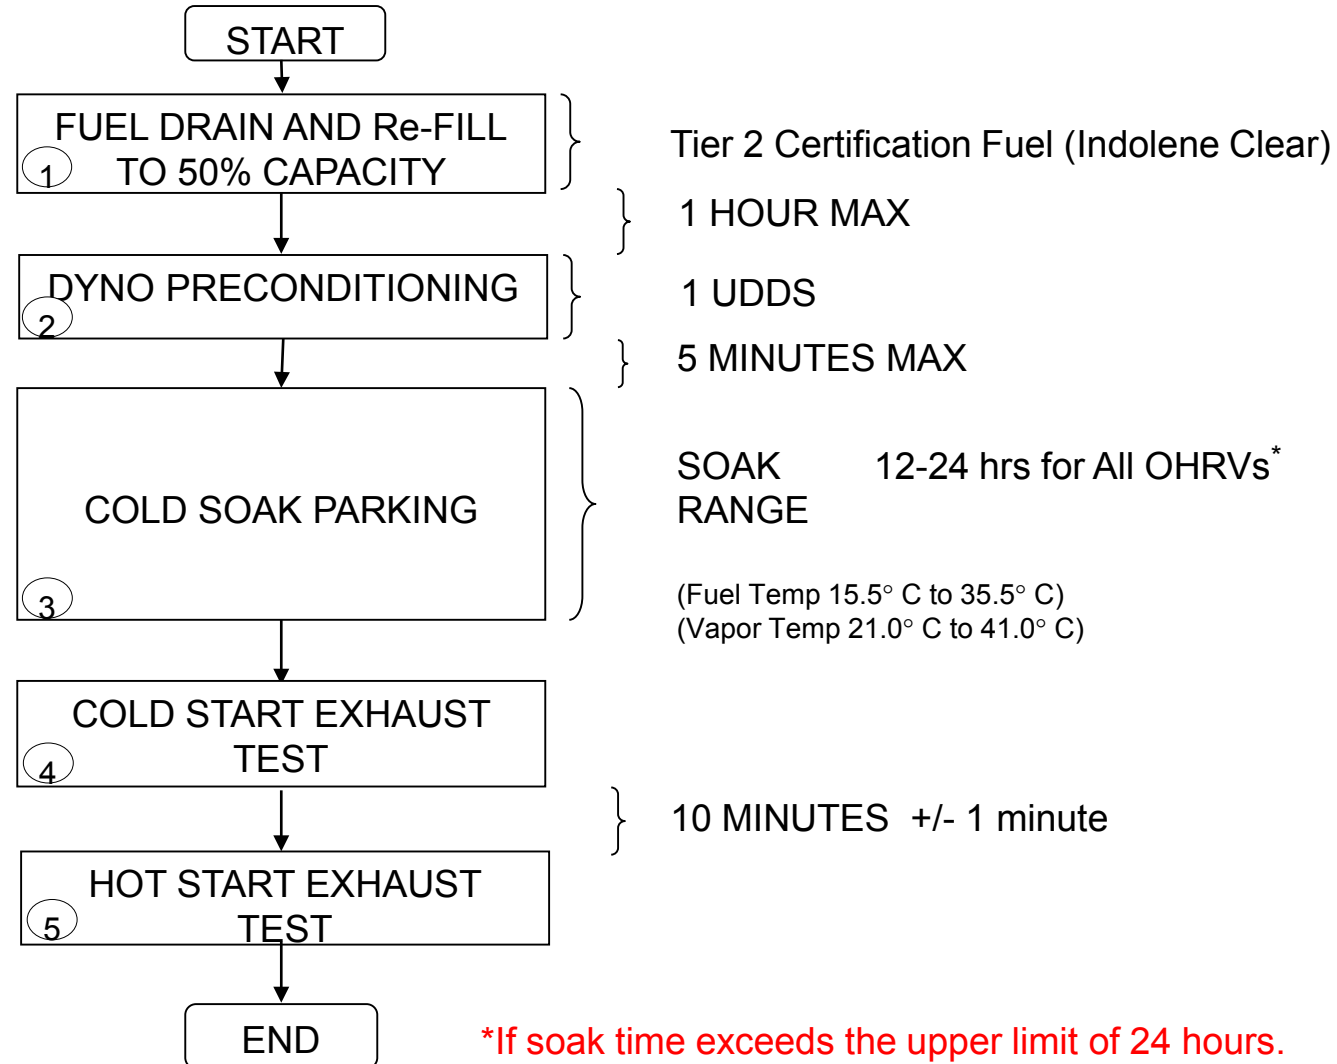 START
FUEL DRAIN AND Re-FILL
TO 50% CAPACITY
1
Tier 2 Certification Fuel (Indolene Clear)
1 HOUR MAX
DYNO PRECONDITIONING
2
1 UDDS
5 MINUTES MAX
COLD SOAK PARKING
3
SOAK 12-24 hrs for All OHRVs*
RANGE
(Fuel Temp 15.5° C to 35.5° C)
(Vapor Temp 21.0° C to 41.0° C)
COLD START EXHAUST
TEST
4
10 MINUTES +/- 1 minute
HOT START EXHAUST
TEST
5
END
*If soak time exceeds the upper limit of 24 hours.